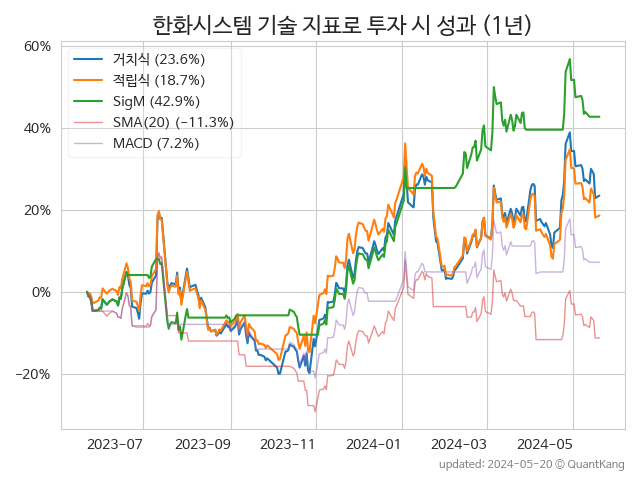 한화시스템 기술 지표로 투자 시 성과 (1년)
60%
40%
20%
0%
−20%
거치식 (23.6%)
적립식 (18.7%)
SigM (42.9%)
SMA(20) (−11.3%)
MACD (7.2%)
2023-07
2023-09
2023-11
2024-01
2024-03
2024-05
updated: 2024-05-20 @ QuantKang